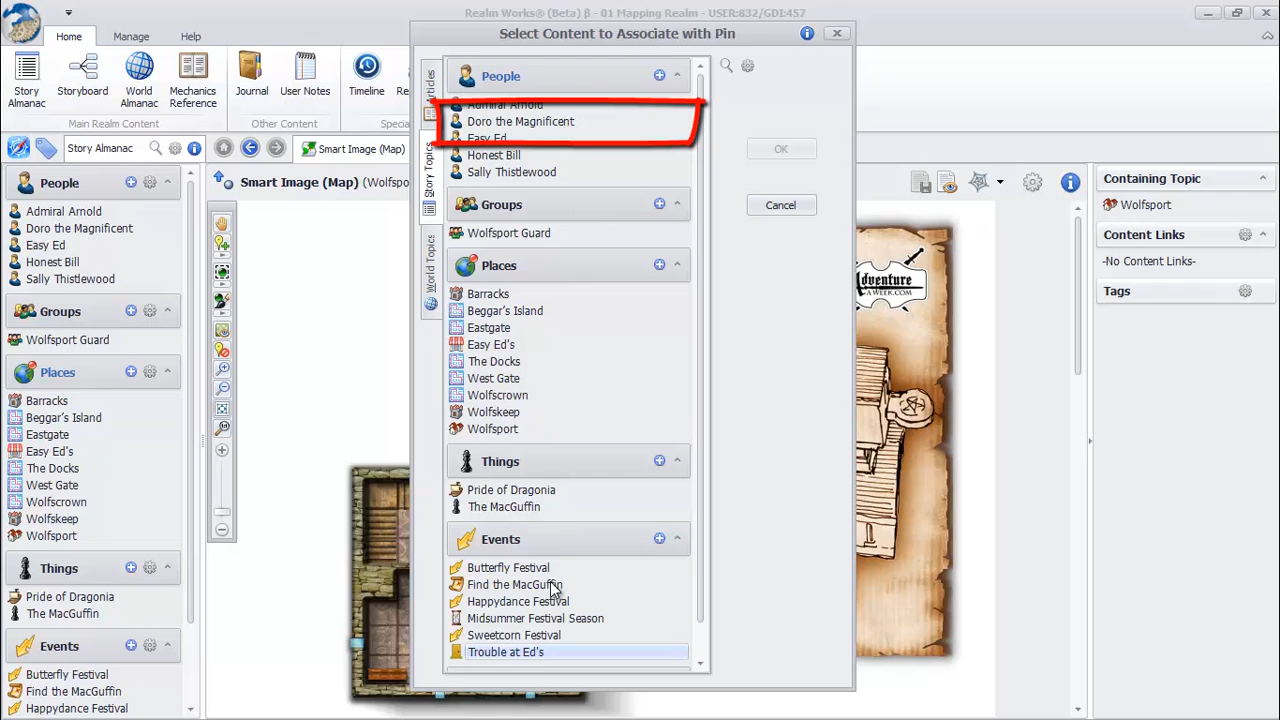 Realm Works® (Beta) β - 01 Mapping Realm - USER:832/GDI:457
Home
Manage
Help
Story Almanac
Storyboard
World Almanac
Mechanics Reference
Main Realm Content
Journal
User Notes
Other Content
Timeline
Story Almanac
Smart Image (Map)
People
Admiral Arnold
Doro the Magnificent
Easy Ed
Honest Bill
Sally Thistlewood
Groups
Wolfsport Guard
Places
Barracks
Beggar's Island
Eastgate
Easy Ed's
The Docks
West Gate
Wolfscrown
Wolfskeep
Wolfsport
Things
Pride of Dragonia
The MacGuffin
Events
Butterfly Festival
Find the MacGuffin
Happydance Festival
Smart Image (Map)
Select Content to Associate with Pin
Story Topics
World Topics
People
Admiral Arnold
Doro the Magnificent
Easy Ed
Honest Bill
Sally Thistlewood
Groups
Wolfsport Guard
Places
Barracks
Beggar's Island
Eastgate
Easy Ed's
The Docks
West Gate
Wolfscrown
Wolfskeep
Wolfsport
Things
Pride of Dragonia
The MacGuffin
Events
Butterfly Festival
Find the MacGuffin
Happydance Festival
Midsummer Festival Season
Sweetcorn Festival
Trouble at Ed's
OK
Cancel
Adventure
AWEEK.COM
Containing Topic
Wolfsport
Content Links
-No Content Links-
Tags